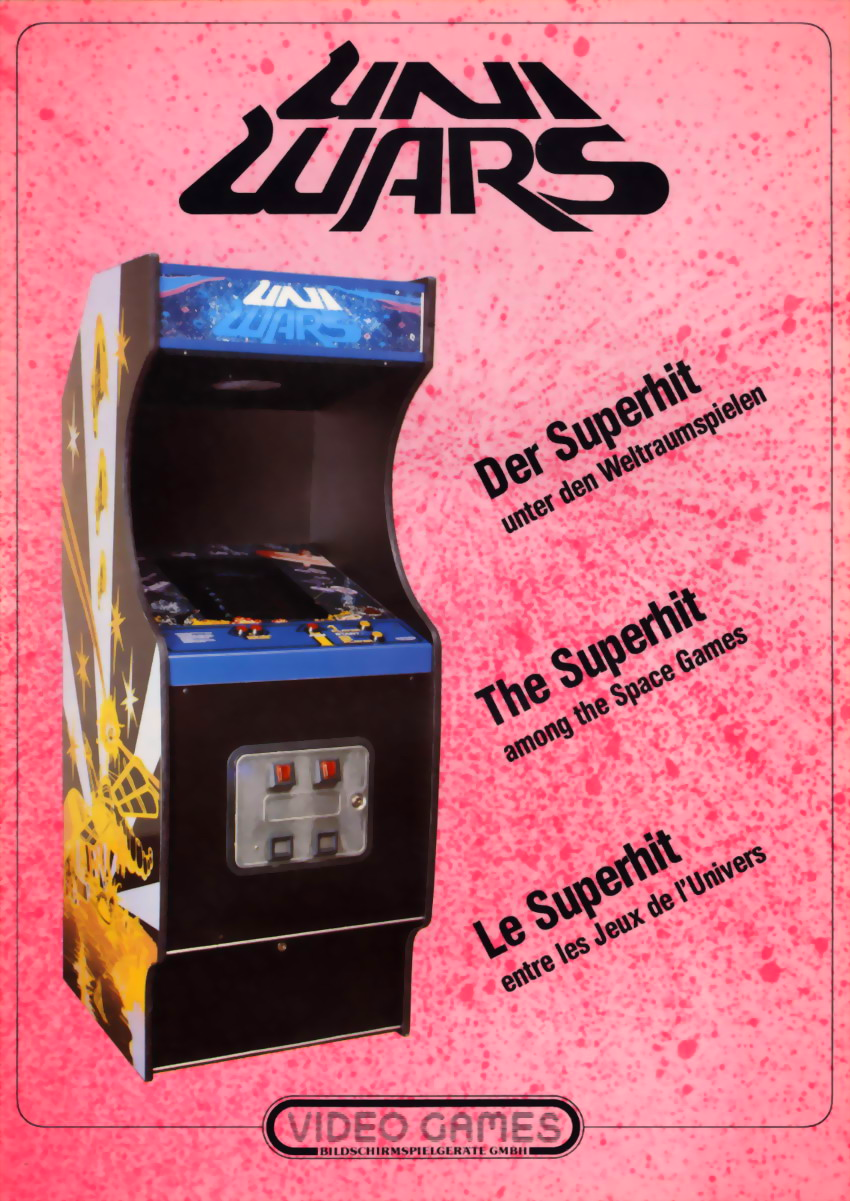 UNI
WARS
UNI
WARS
Der Superhit
unter den Weltraumspielen
The Superhit
among the Space Games
Le Superhit
entre les Jeux de l'Univers
VIDEO GAMES
BILDSCHIRMSPIELGERÄTE GMBH